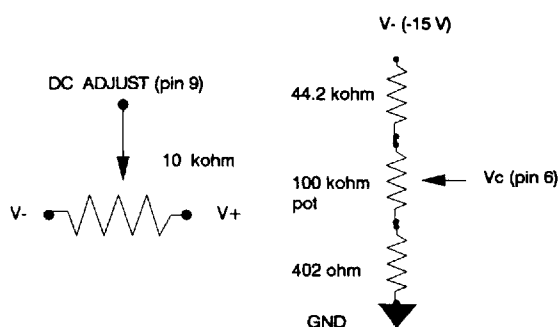 V- (-15 V)
DC ADJUST (pin 9)
44.2 kohm
10 kohm
100 kohm
pot
Vc (pin 6)
V-
V+
402 ohm
GND